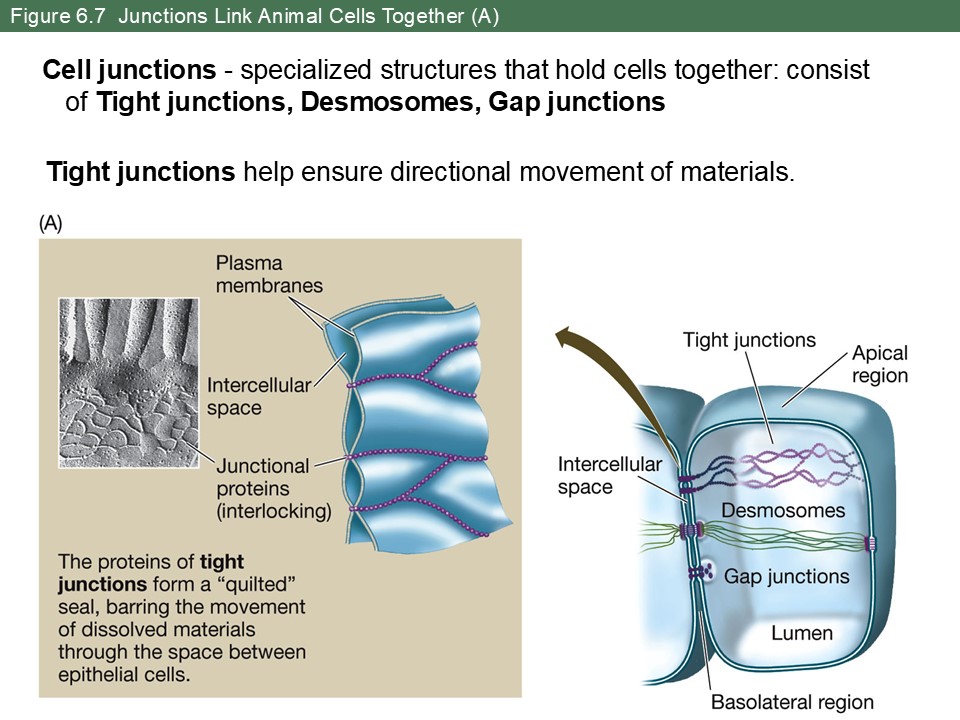 Figure 6.7 Junctions Link Animal Cells Together (A)
Cell junctions - specialized structures that hold cells together: consist
of Tight junctions, Desmosomes, Gap junctions
Tight junctions help ensure directional movement of materials.
(A)
Plasma
membranes
Intercellular
space
Junctional
proteins
(interlocking)
The proteins of tight
junctions form a “quilted”
seal, barring the movement
of dissolved materials
through the space between
epithelial cells.
Tight junctions
Apical
region
Intercellular
space
Desmosomes
Gap junctions
Lumen
Basolateral region